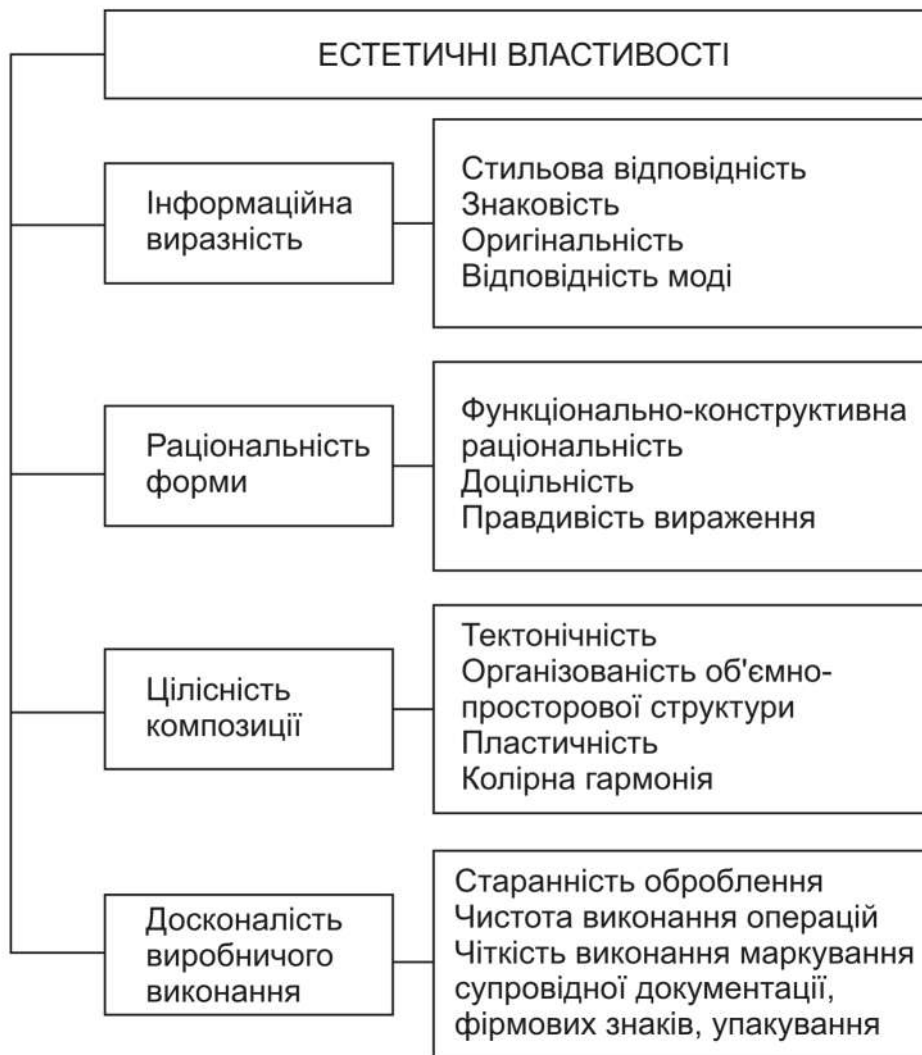 ЕСТЕТИЧНІ ВЛАСТИВОСТІ
Інформаційна
виразність
Стильова відповідність
Знаковість
Оригінальність
Відповідність моді
Раціональність
форми
Функціонально-конструктивна
раціональність
Доцільність
Правдивість вираження
Цілісність
композиції
Тектонічність
Організованість об'ємно-
просторової структури
Пластичність
Колірна гармонія
Досконалість
виробничого
виконання
Старанність оброблення
Чистота виконання операцій
Чіткість виконання маркування
супровідної документації,
фірмових знаків, упакування